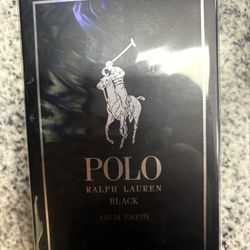 POLO
RALPH LAUREN
BLACK
EAU DE TOILETTE